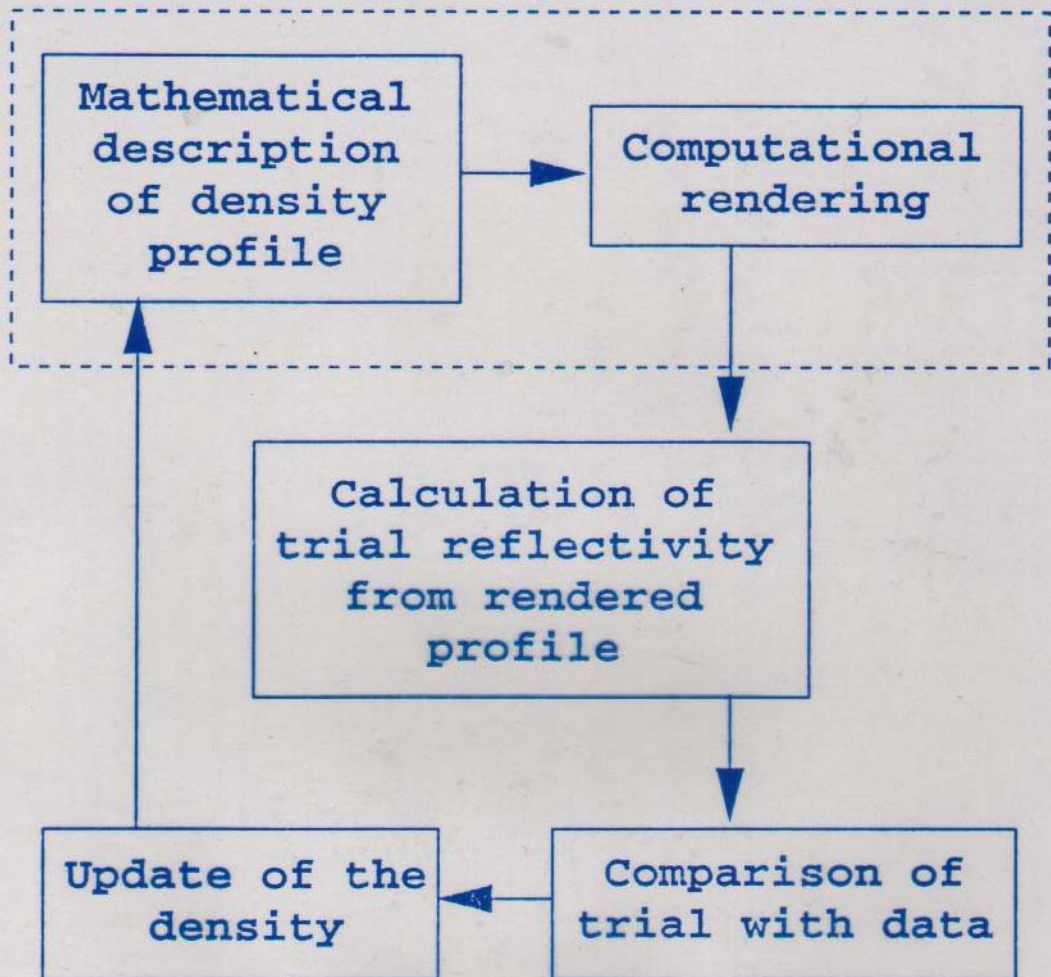 Mathematical
description
of density
profile
Computational
rendering
Calculation of
trial reflectivity
from rendered
profile
Comparison of
trial with data
Update of the
density